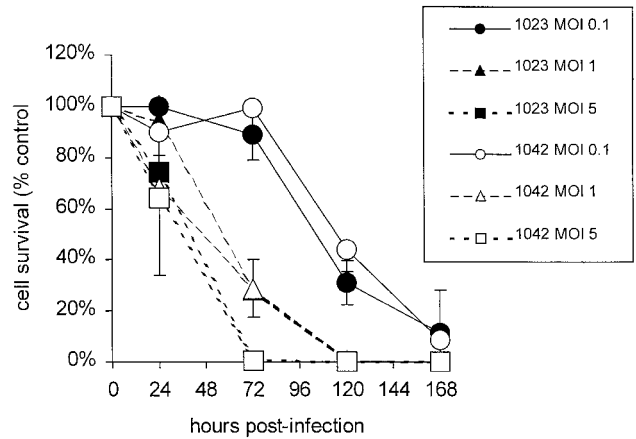 1023 MOI 0.1
1023 MOI 1
1023 MOI 5
1042 MOI 0.1
1042 MOI 1
1042 MOI 5
120%
100%
80%
60%
40%
20%
0%
cell survival (% control)
0 24 48 72 96 120 144 168
hours post-infection